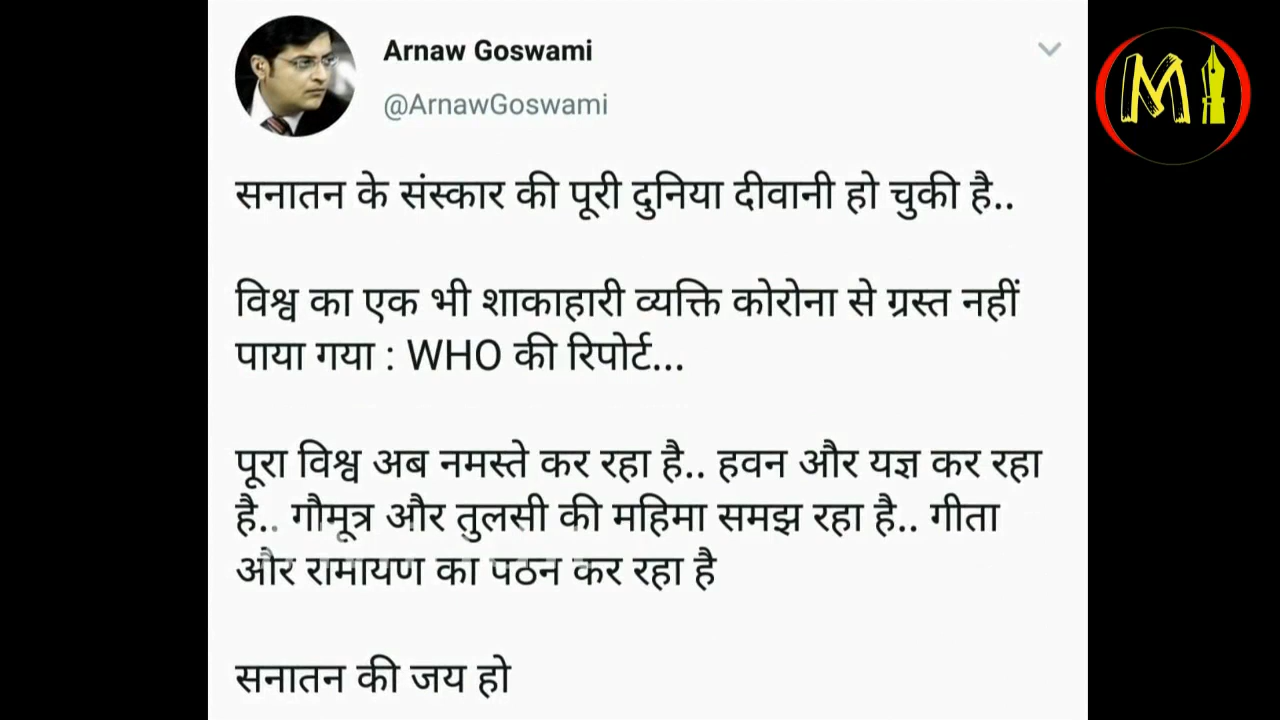 Arnaw Goswami
@ArnawGoswami
M
सनातन के संस्कार की पूरी दुनिया दीवानी हो चुकी है..
विश्व का एक भी शाकाहारी व्यक्ति कोरोना से ग्रस्त नहीं
पाया गया : WHO की रिपोर्ट...
पूरा विश्व अब नमस्ते कर रहा है.. हवन और यज्ञ कर रहा
है.. गौमूत्र और तुलसी की महिमा समझ रहा है.. गीता
और रामायण का पठन कर रहा है
सनातन की जय हो